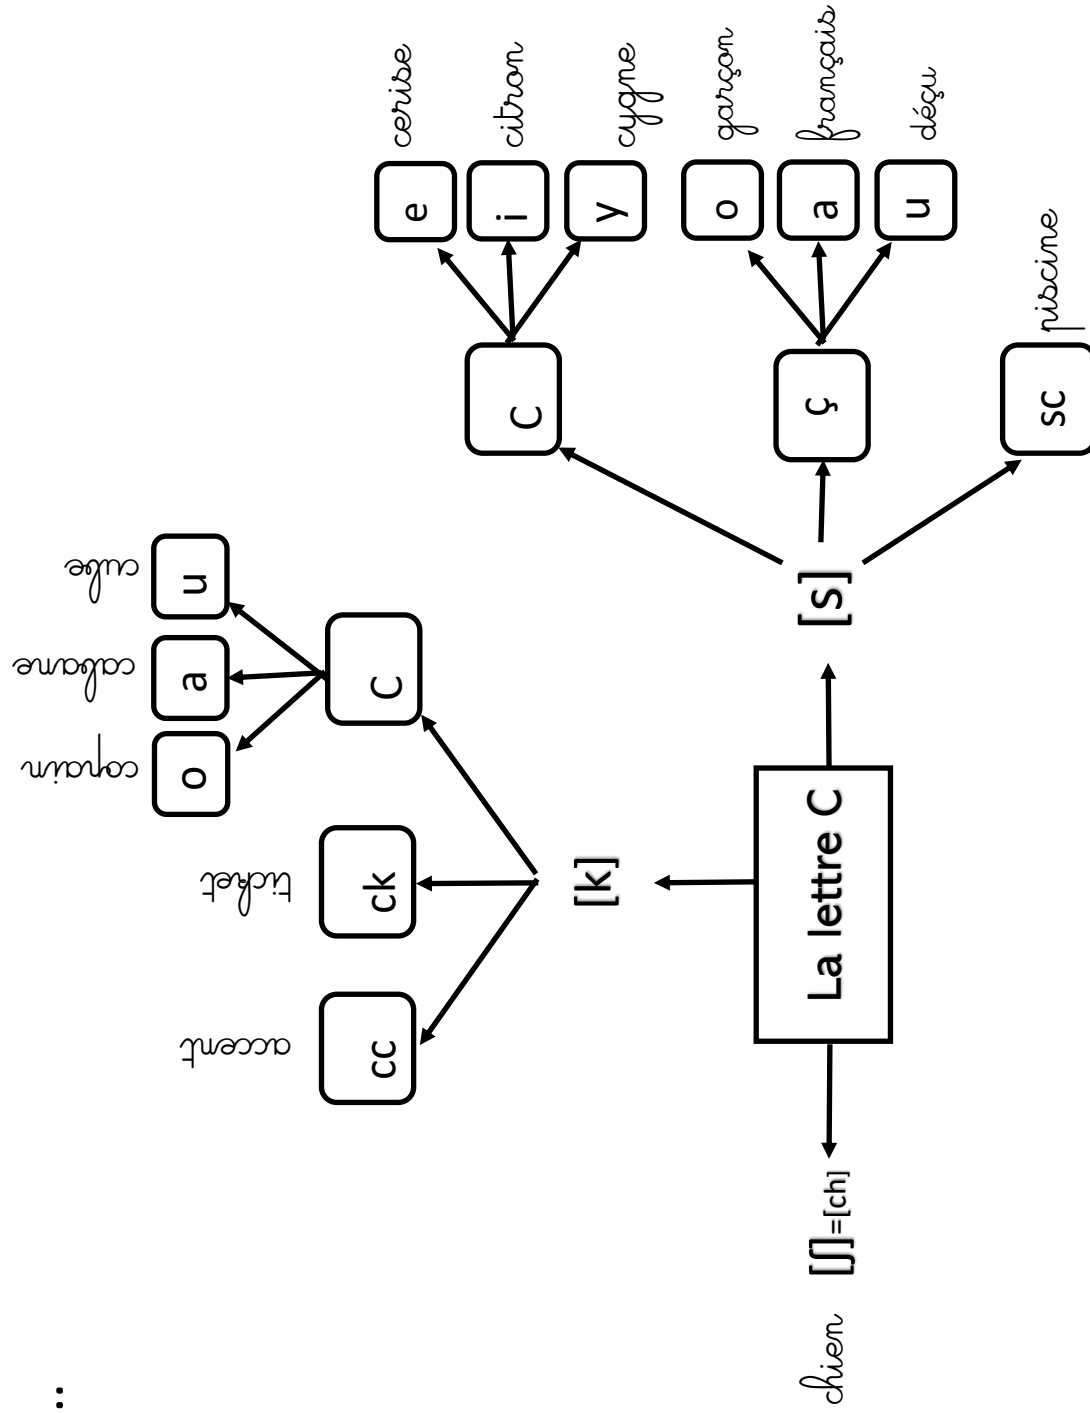 :
La lettre C
[ʃ]=[ch]
chien
[k]
cc
accent
ck
ticket
C
o
copain
a
cabane
u
cube
[s]
C
e
cerise
i
citron
y
cygne
ç
o
garçon
a
français
u
déçu
sc
piscine